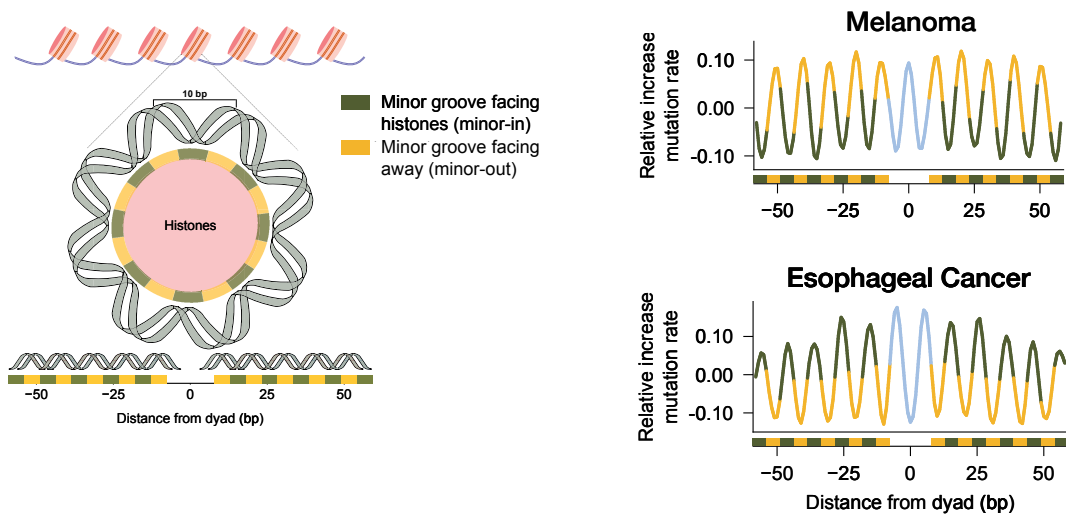 10 bp
Minor groove facing
histones (minor-in)
Minor groove facing
away (minor-out)
Histones
−50 −25 0 25 50
Distance from dyad (bp)
Melanoma
Relative increase
mutation rate
0.10
0.00
-0.10
−50 −25 0 25 50
Esophageal Cancer
Relative increase
mutation rate
0.10
0.00
-0.10
−50 −25 0 25 50
Distance from dyad (bp)